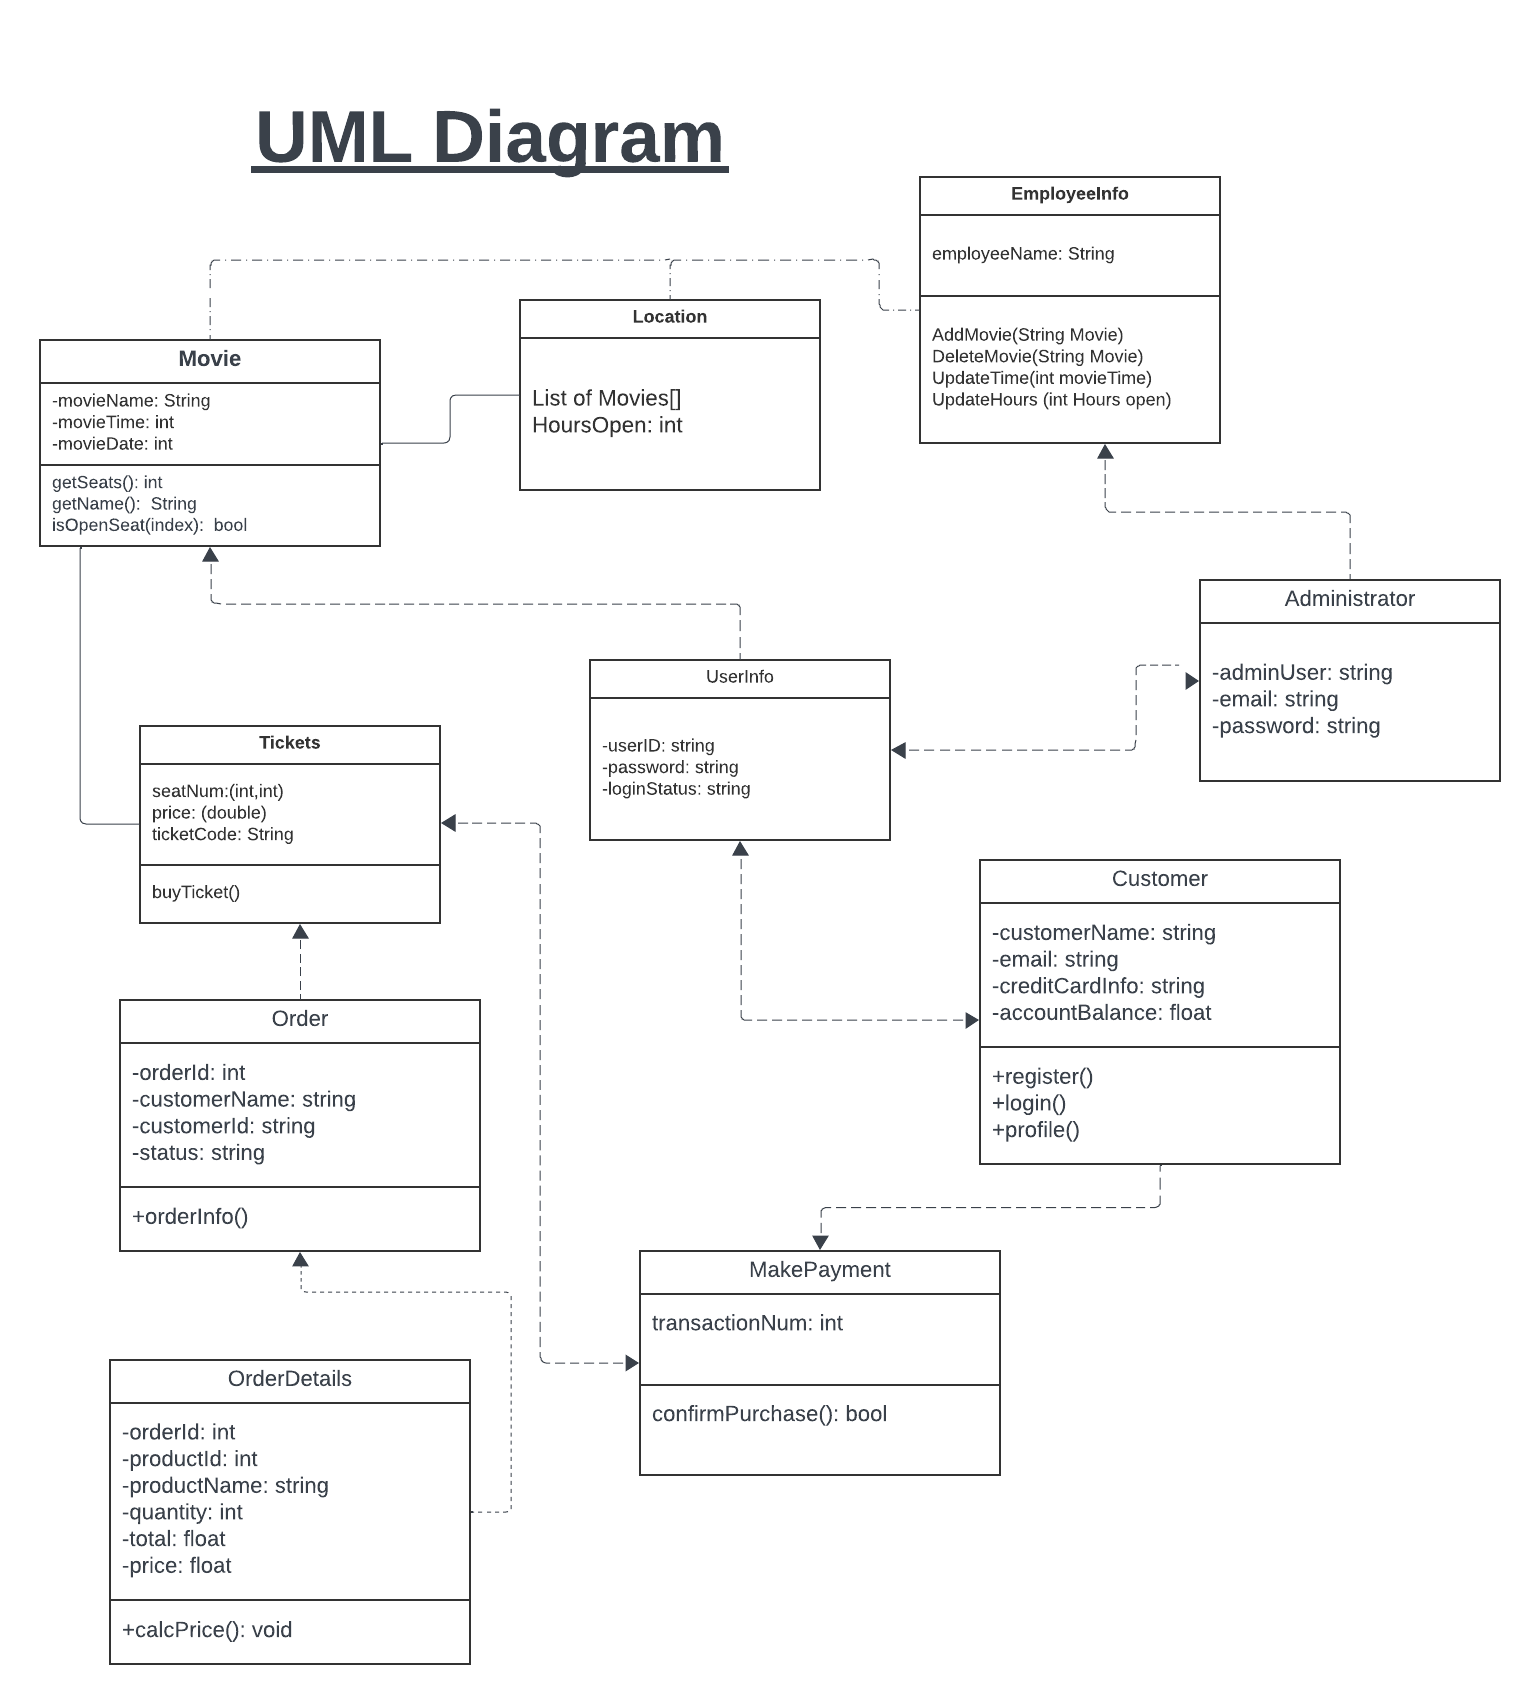 UML Diagram
EmployeeInfo
employeeName: String
AddMovie(String Movie)
DeleteMovie(String Movie)
UpdateTime(int movieTime)
UpdateHours (int Hours open)
Location
List of Movies[]
HoursOpen: int
Movie
-movieName: String
-movieTime: int
-movieDate: int
getSeats(): int
getName():  String
isOpenSeat(index):  bool
Administrator
-adminUser: string
-email: string
-password: string
UserInfo
-userID: string
-password: string
-loginStatus: string
Tickets
seatNum:(int,int)
price: (double)
ticketCode: String
buyTicket()
Customer
-customerName: string
-email: string
-creditCardInfo: string
-accountBalance: float
+register()
+login()
+profile()
Order
-orderId: int
-customerName: string
-customerId: string
-status: string
+orderInfo()
MakePayment
transactionNum: int
confirmPurchase(): bool
OrderDetails
-orderId: int
-productId: int
-productName: string
-quantity: int
-total: float
-price: float
+calcPrice(): void